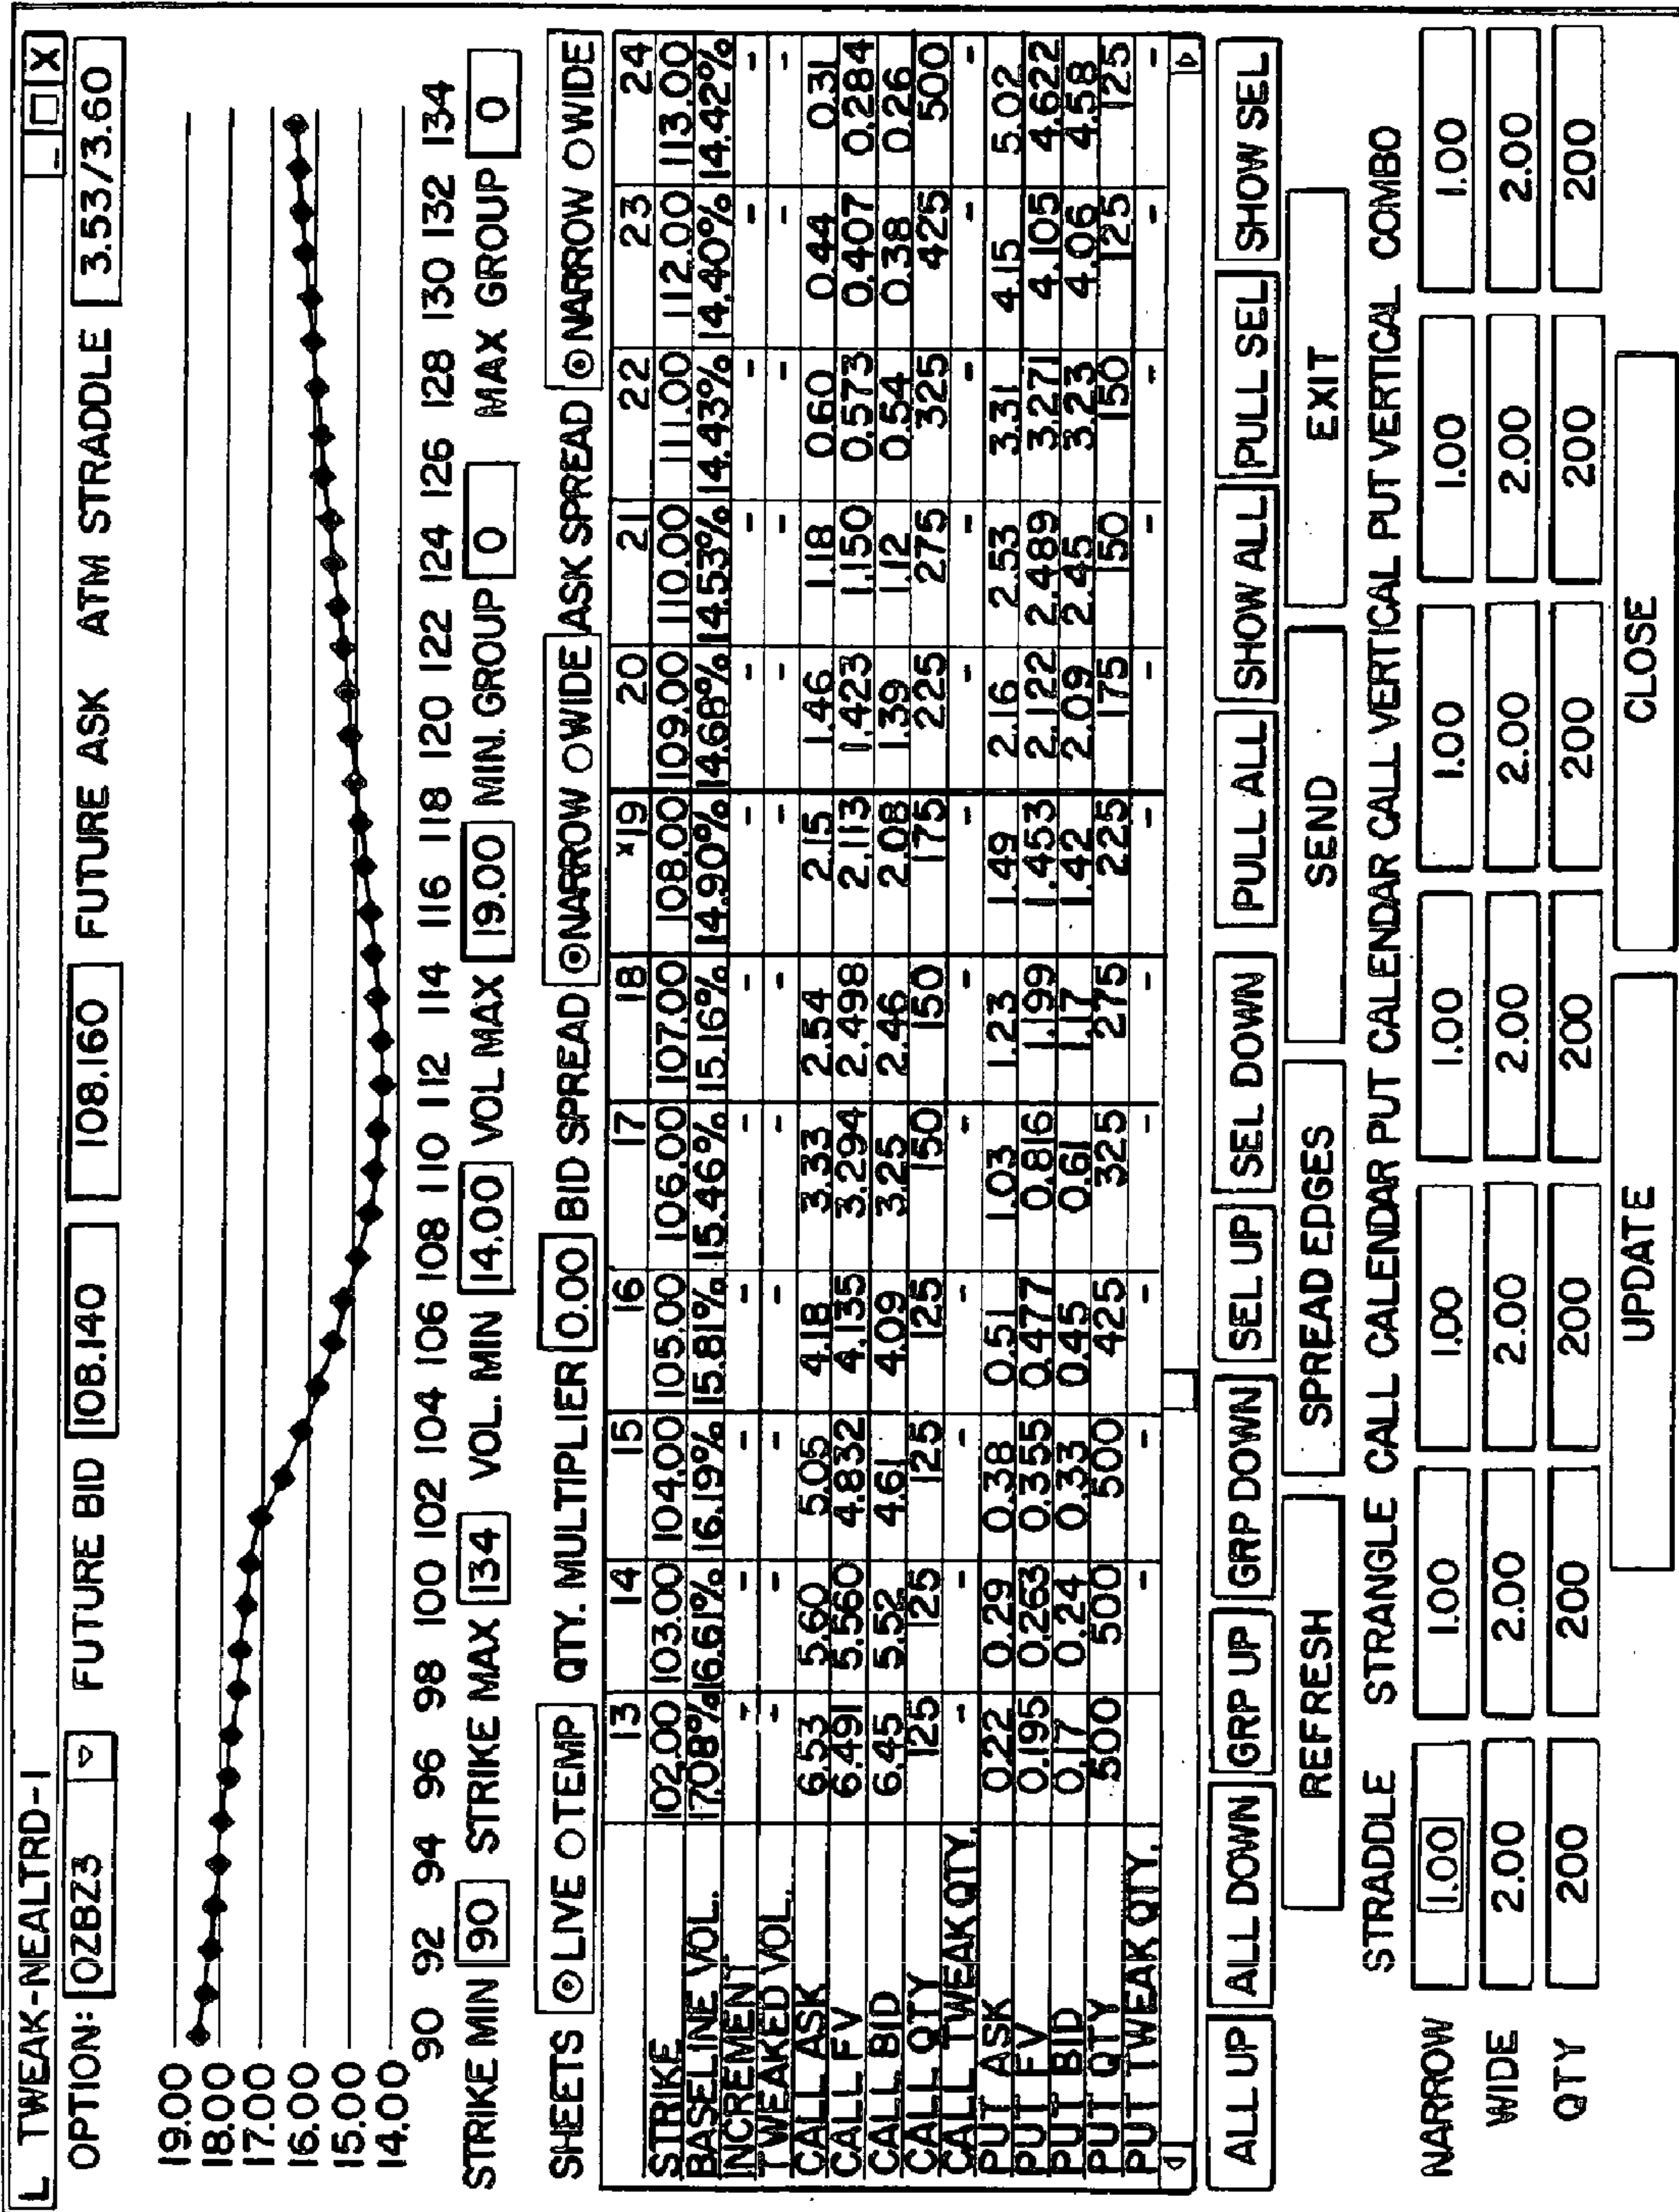 L TWEAK-NEALTRD-1 _ □ X
OPTION: OZBZ3 FUTURE BID 108.140 108.160 FUTURE ASK ATM STRADDLE 3.53/3.60
19.00
18.00
17.00
16.00
15.00
14.00
90 92 94 96 98 100 102 104 106 108 110 112 114 116 118 120 122 124 126 128 130 132 134
STRIKE MIN 90 STRIKE MAX 134 VOL. MIN 14.00 VOL MAX 19.00 MIN. GROUP 0 MAX GROUP 0
SHEETS LIVE TEMP QTY. MULTIPLIER 0.00 BID SPREAD NARROW WIDE ASK SPREAD NARROW WIDE
13 14 15 16 17 18 x19 20 21 22 23 24
STRIKE 102.00 103.00 104.00 105.00 106.00 107.00 108.00 109.00 110.00 111.00 112.00 113.00
BASELINE VOL. 17.08% 16.61% 16.19% 15.81% 15.46% 15.16% 14.90% 14.68% 14.53% 14.43% 14.40% 14.42%
INCREMENT - - - - - - - - - - - -
TWEAKED VOL. - - - - - - - - - - - -
CALL ASK 6.53 5.60 5.05 4.18 3.33 2.54 2.15 1.46 1.18 0.60 0.44 0.31
CALL FV 6.491 5.560 4.832 4.135 3.294 2.498 2.113 1.423 1.150 0.573 0.407 0.284
CALL BID 6.45 5.52 4.61 4.09 3.25 2.46 2.08 1.39 1.12 0.54 0.38 0.26
CALL QTY 125 125 125 125 150 150 175 225 275 325 425 500
CALL TWEAK QTY. - - - - - - - - - - - -
PUT ASK 0.22 0.29 0.38 0.51 1.03 1.23 1.49 2.16 2.53 3.31 4.15 5.02
PUT FV 0.195 0.263 0.355 0.477 0.816 1.199 1.453 2.122 2.489 3.271 4.105 4.622
PUT BID 0.17 0.24 0.33 0.45 0.61 1.17 1.42 2.09 2.45 3.23 4.06 4.58
PUT QTY 500 500 500 425 325 275 225 175 150 150 125 125
PUT TWEAK QTY. - - - - - - - - - - - -
ALL UP ALL DOWN GRP UP GRP DOWN SEL UP SEL DOWN PULL ALL SHOW ALL PULL SEL SHOW SEL
REFRESH SPREAD EDGES SEND EXIT
STRADDLE STRANGLE CALL CALENDAR PUT CALENDAR CALL VERTICAL PUT VERTICAL COMBO
NARROW 1.00 1.00 1.00 1.00 1.00 1.00 1.00
WIDE 2.00 2.00 2.00 2.00 2.00 2.00 2.00
QTY 200 200 200 200 200 200 200
UPDATE CLOSE